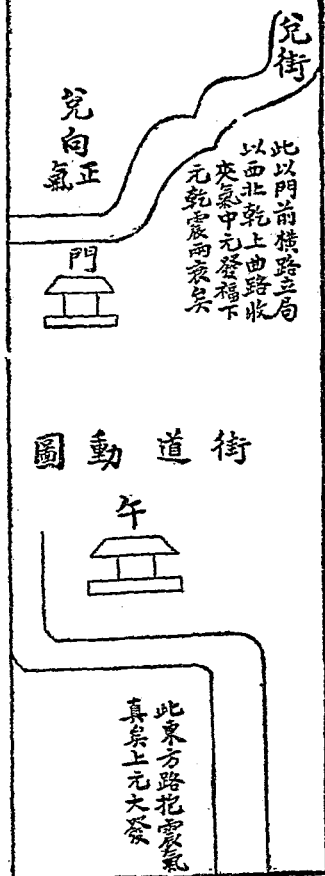 兌街
兌向
正
氣
門
此以門前橫路立局
以西北乾上曲路收
夾氣中元發福下
元乾震兩衰矣
街道動圖
午
此東方路抱震氣
真矣上元大發